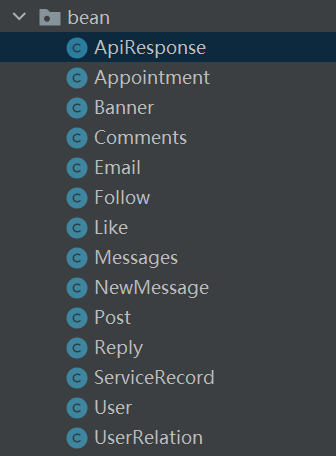 bean
ApiResponse
Appointment
Banner
Comments
Email
Follow
Like
Messages
NewMessage
Post
Reply
ServiceRecord
User
UserRelation